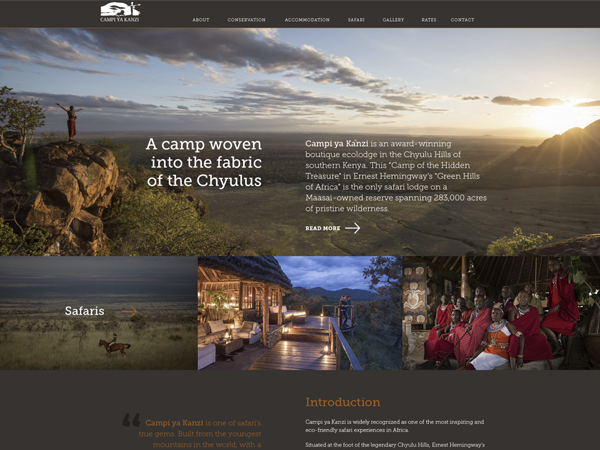 CAMPI YA KANZI
ABOUT CONSERVATION ACCOMMODATION SAFARI GALLERY RATES CONTACT
A camp woven
into the fabric
of the Chyulus
Campi ya Kanzi is an award-winning
boutique ecolodge in the Chyulu Hills of
southern Kenya. This "Camp of the Hidden
Treasure" in Ernest Hemingway's "Green Hills
of Africa" is the only safari lodge on a
Maasai-owned reserve spanning 283,000 acres
of pristine wilderness.
READ MORE
Safaris
“ Campi ya Kanzi is one of safari's
true gems. Built from the youngest
mountains in the world, with a
Introduction
Campi ya Kanzi is widely recognized as one of the most inspiring and
eco-friendly safari experiences in Africa.
Situated at the foot of the legendary Chyulu Hills, Ernest Hemingway's